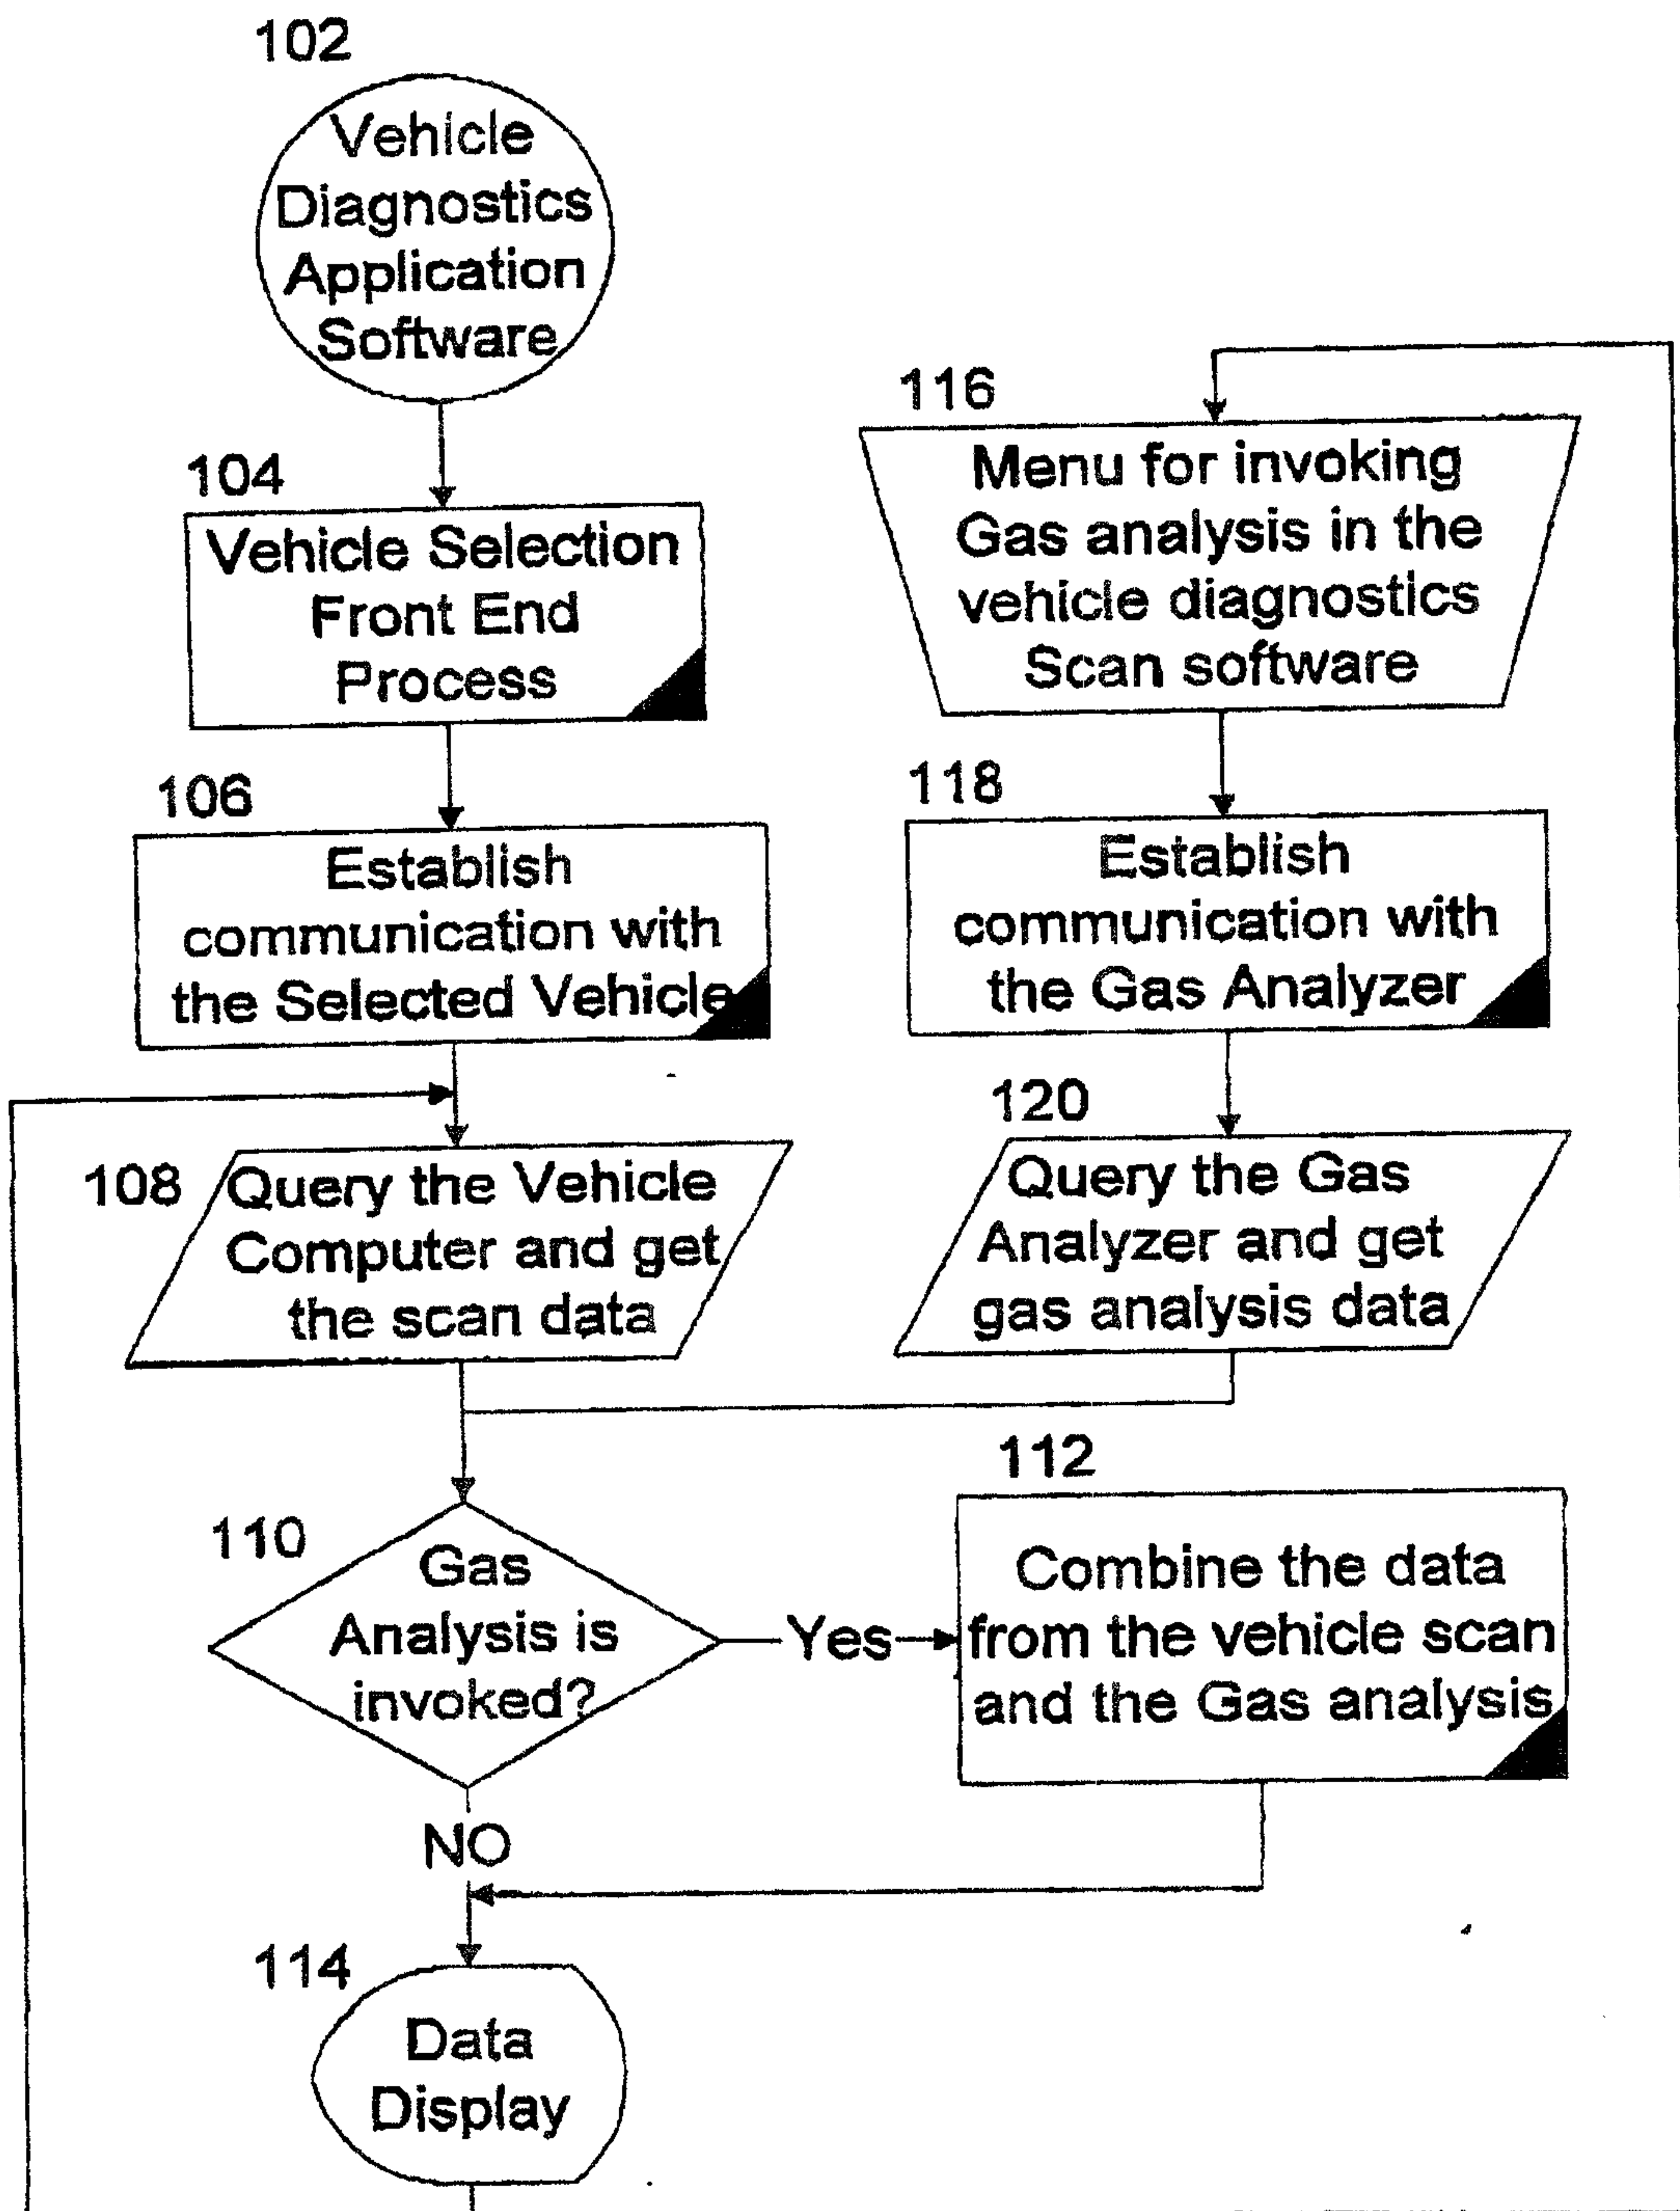 102
Vehicle
Diagnostics
Application
Software
104
Vehicle Selection
Front End
Process
106
Establish
communication with
the Selected Vehicle
108
Query the Vehicle
Computer and get
the scan data
110
Gas
Analysis is
invoked?
Yes
NO
112
Combine the data
from the vehicle scan
and the Gas analysis
114
Data
Display
116
Menu for invoking
Gas analysis in the
vehicle diagnostics
Scan software
118
Establish
communication with
the Gas Analyzer
120
Query the Gas
Analyzer and get
gas analysis data